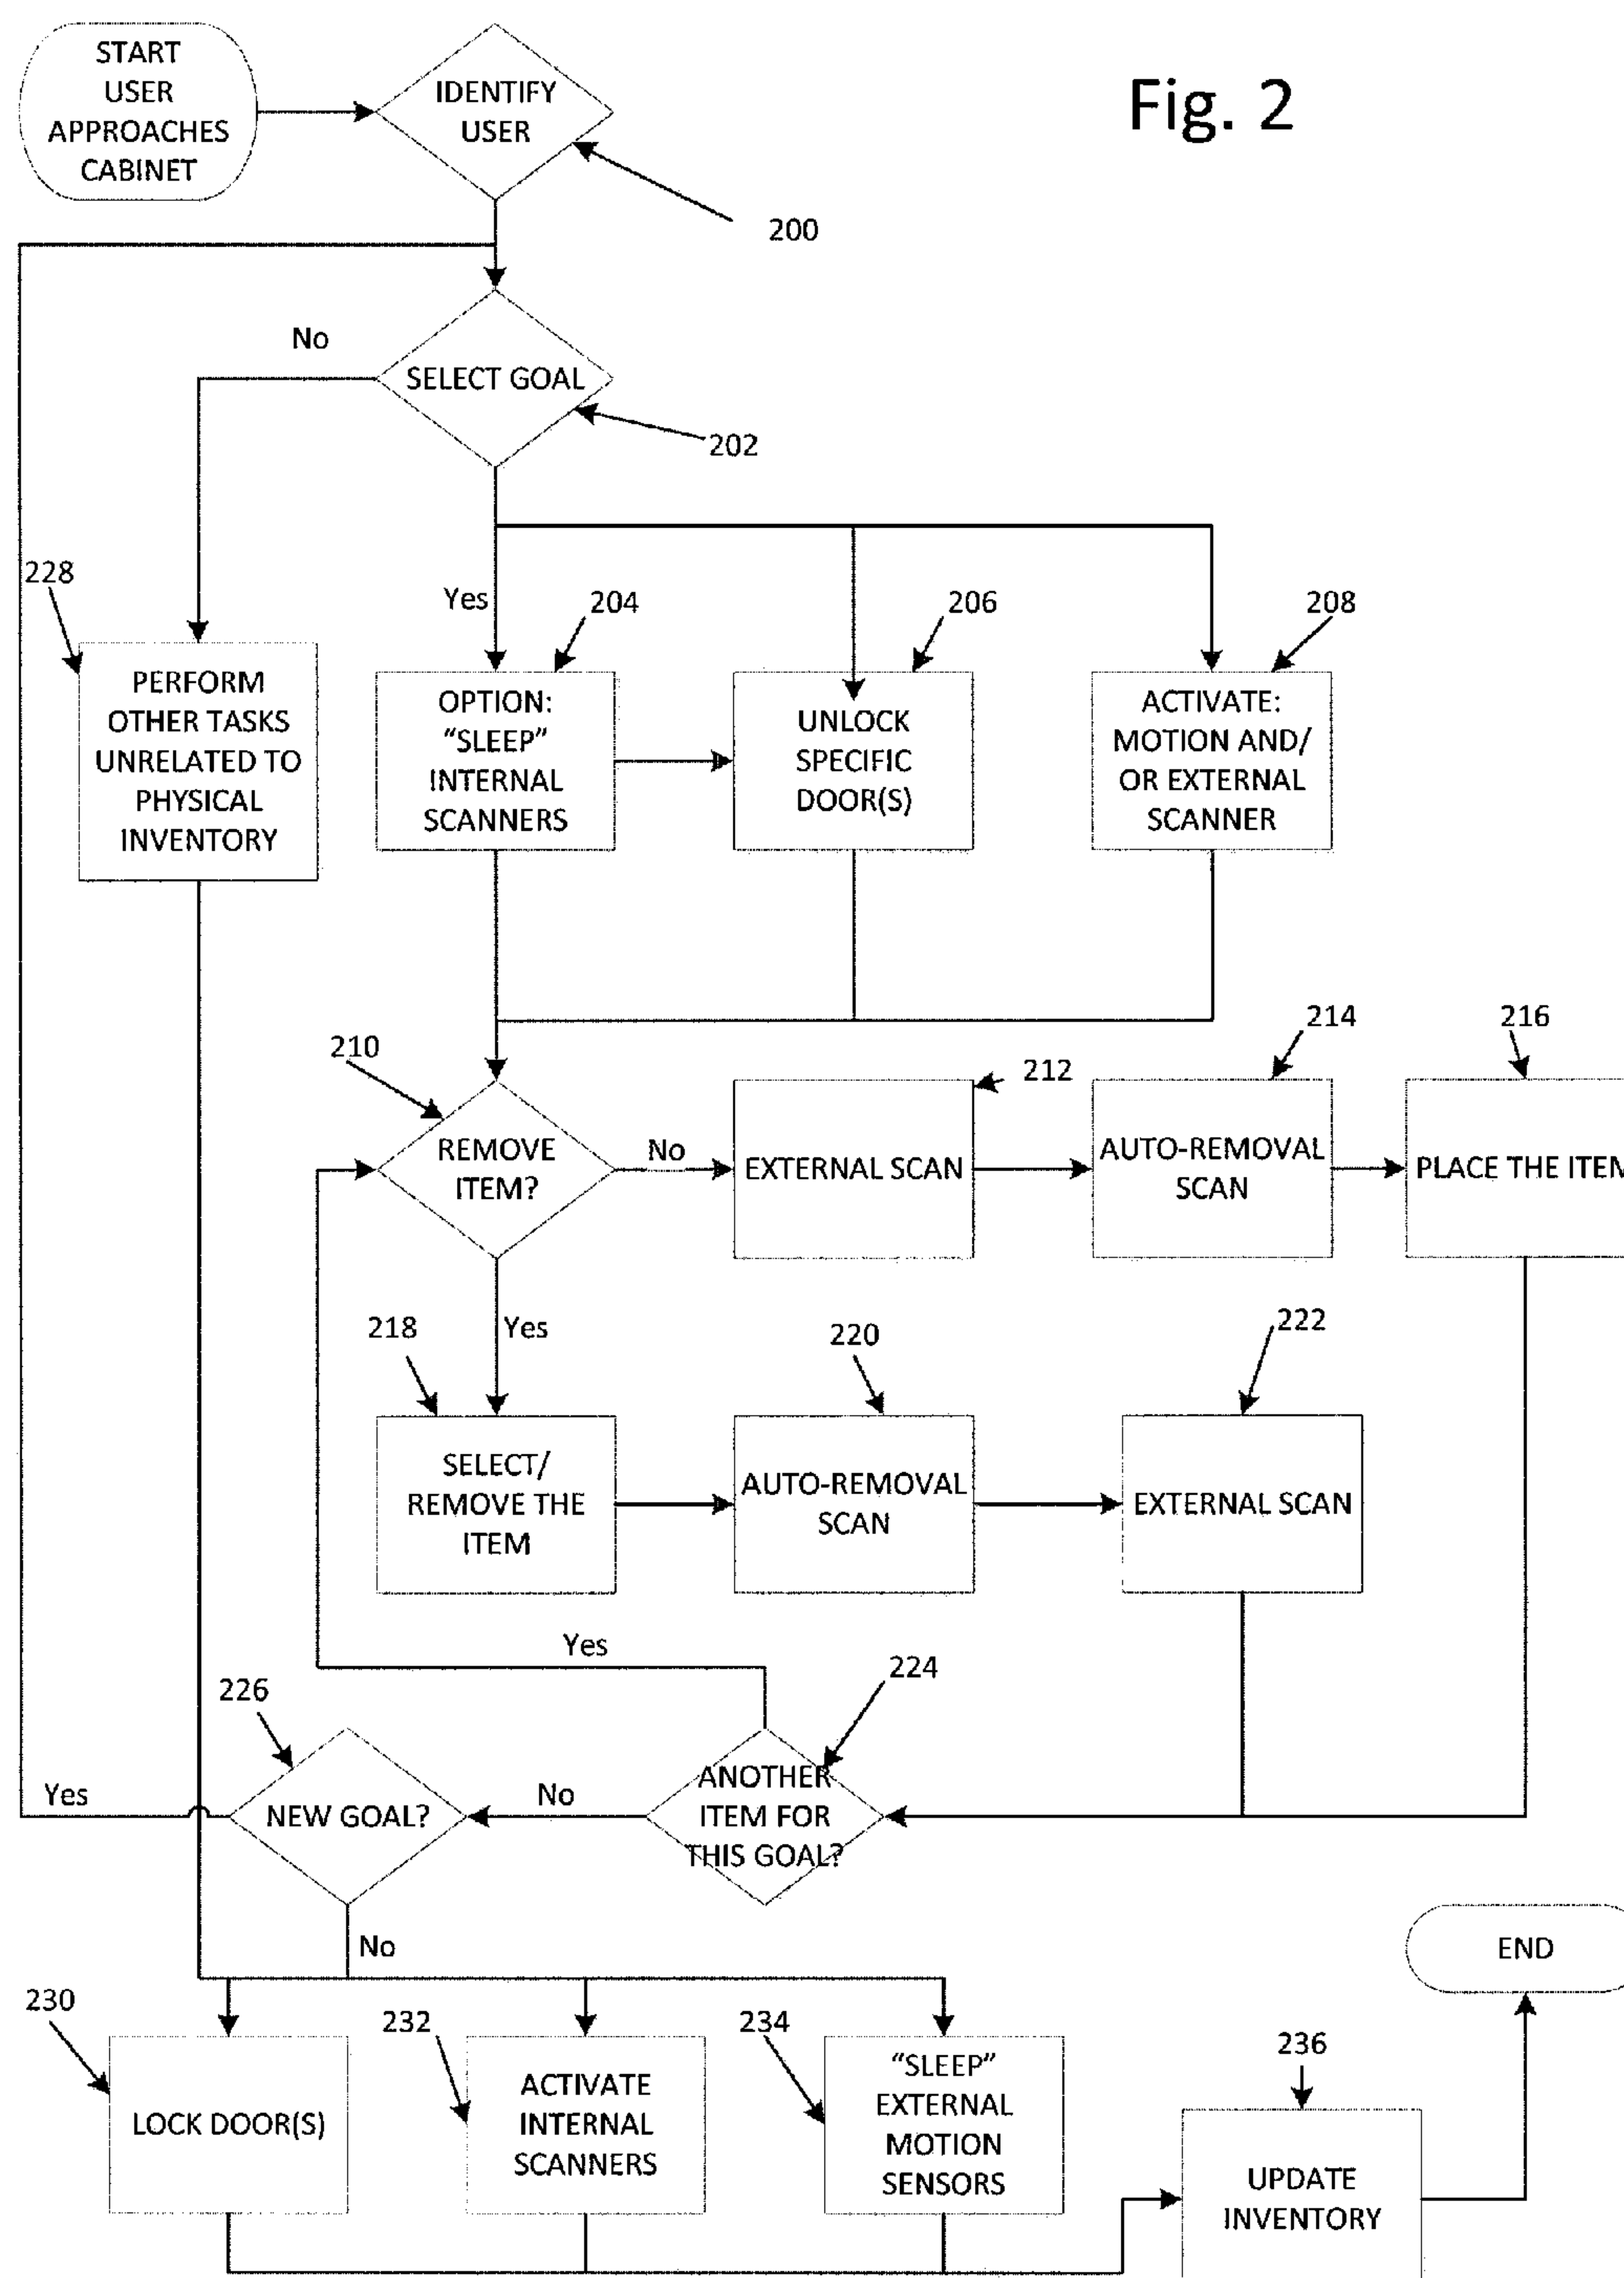 START
USER
APPROACHES
CABINET
IDENTIFY
USER
Fig. 2
200
No
SELECT GOAL
202
228
Yes
204
206
208
PERFORM
OTHER TASKS
UNRELATED TO
PHYSICAL
INVENTORY
OPTION:
“SLEEP”
INTERNAL
SCANNERS
UNLOCK
SPECIFIC
DOOR(S)
ACTIVATE:
MOTION AND/
OR EXTERNAL
SCANNER
210
212
214
216
REMOVE
ITEM?
No
EXTERNAL SCAN
AUTO-REMOVAL
SCAN
PLACE THE ITEM
218
Yes
220
222
SELECT/
REMOVE THE
ITEM
AUTO-REMOVAL
SCAN
EXTERNAL SCAN
Yes
224
226
Yes
NEW GOAL?
No
ANOTHER
ITEM FOR
THIS GOAL?
No
END
230
232
234
236
LOCK DOOR(S)
ACTIVATE
INTERNAL
SCANNERS
“SLEEP”
EXTERNAL
MOTION
SENSORS
UPDATE
INVENTORY